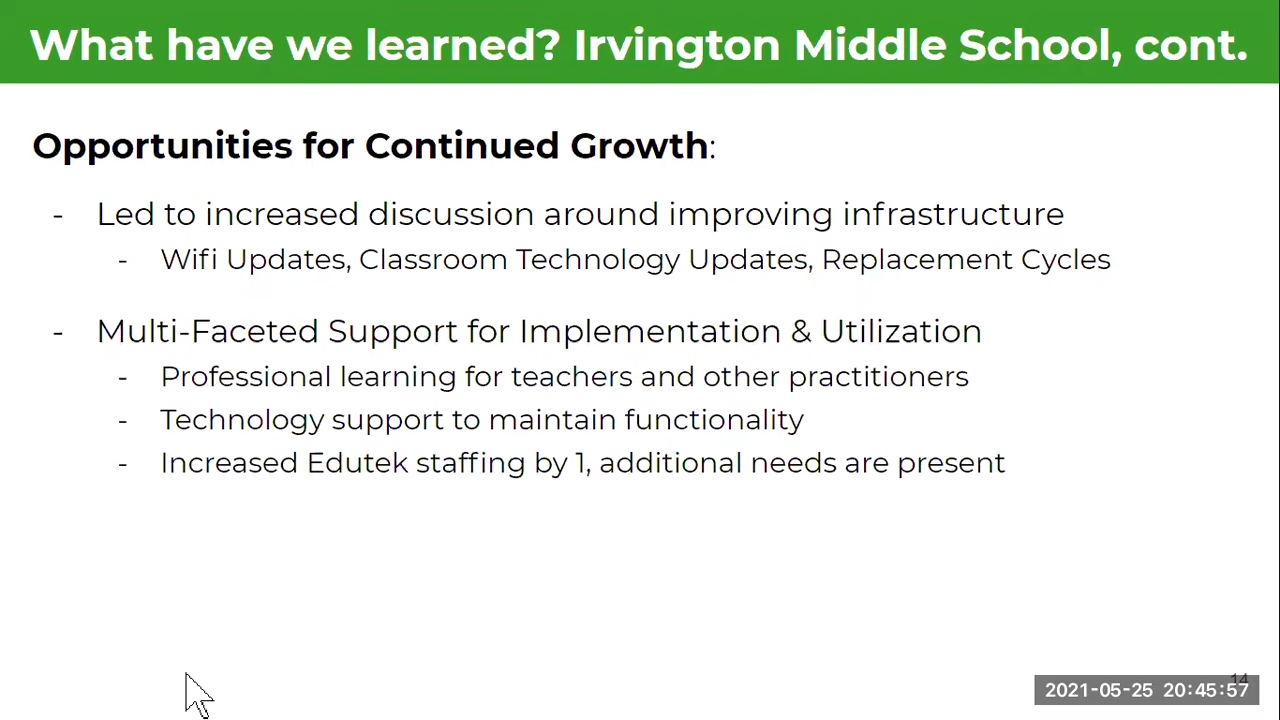 What have we learned? Irvington Middle School, cont.
Opportunities for Continued Growth:
- Led to increased discussion around improving infrastructure
- Wifi Updates, Classroom Technology Updates, Replacement Cycles
- Multi-Faceted Support for Implementation & Utilization
- Professional learning for teachers and other practitioners
- Technology support to maintain functionality
- Increased Edutek staffing by 1, additional needs are present
14
2021-05-25 20:45:57